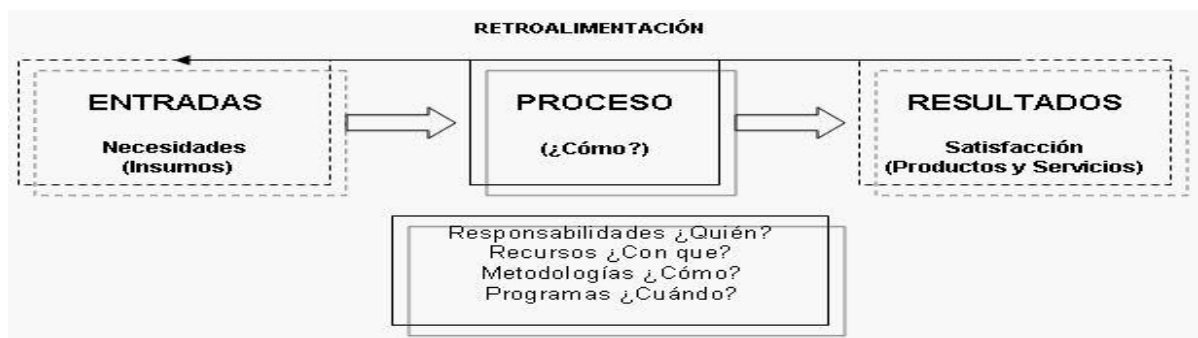 RETROALIMENTACIÓN
ENTRADAS
Necesidades
(Insumos)
PROCESO
(¿Cómo?)
RESULTADOS
Satisfacción
(Productos y Servicios)
Responsabilidades ¿Quién?
Recursos ¿Con que?
Metodologías ¿Cómo?
Programas ¿Cuándo?